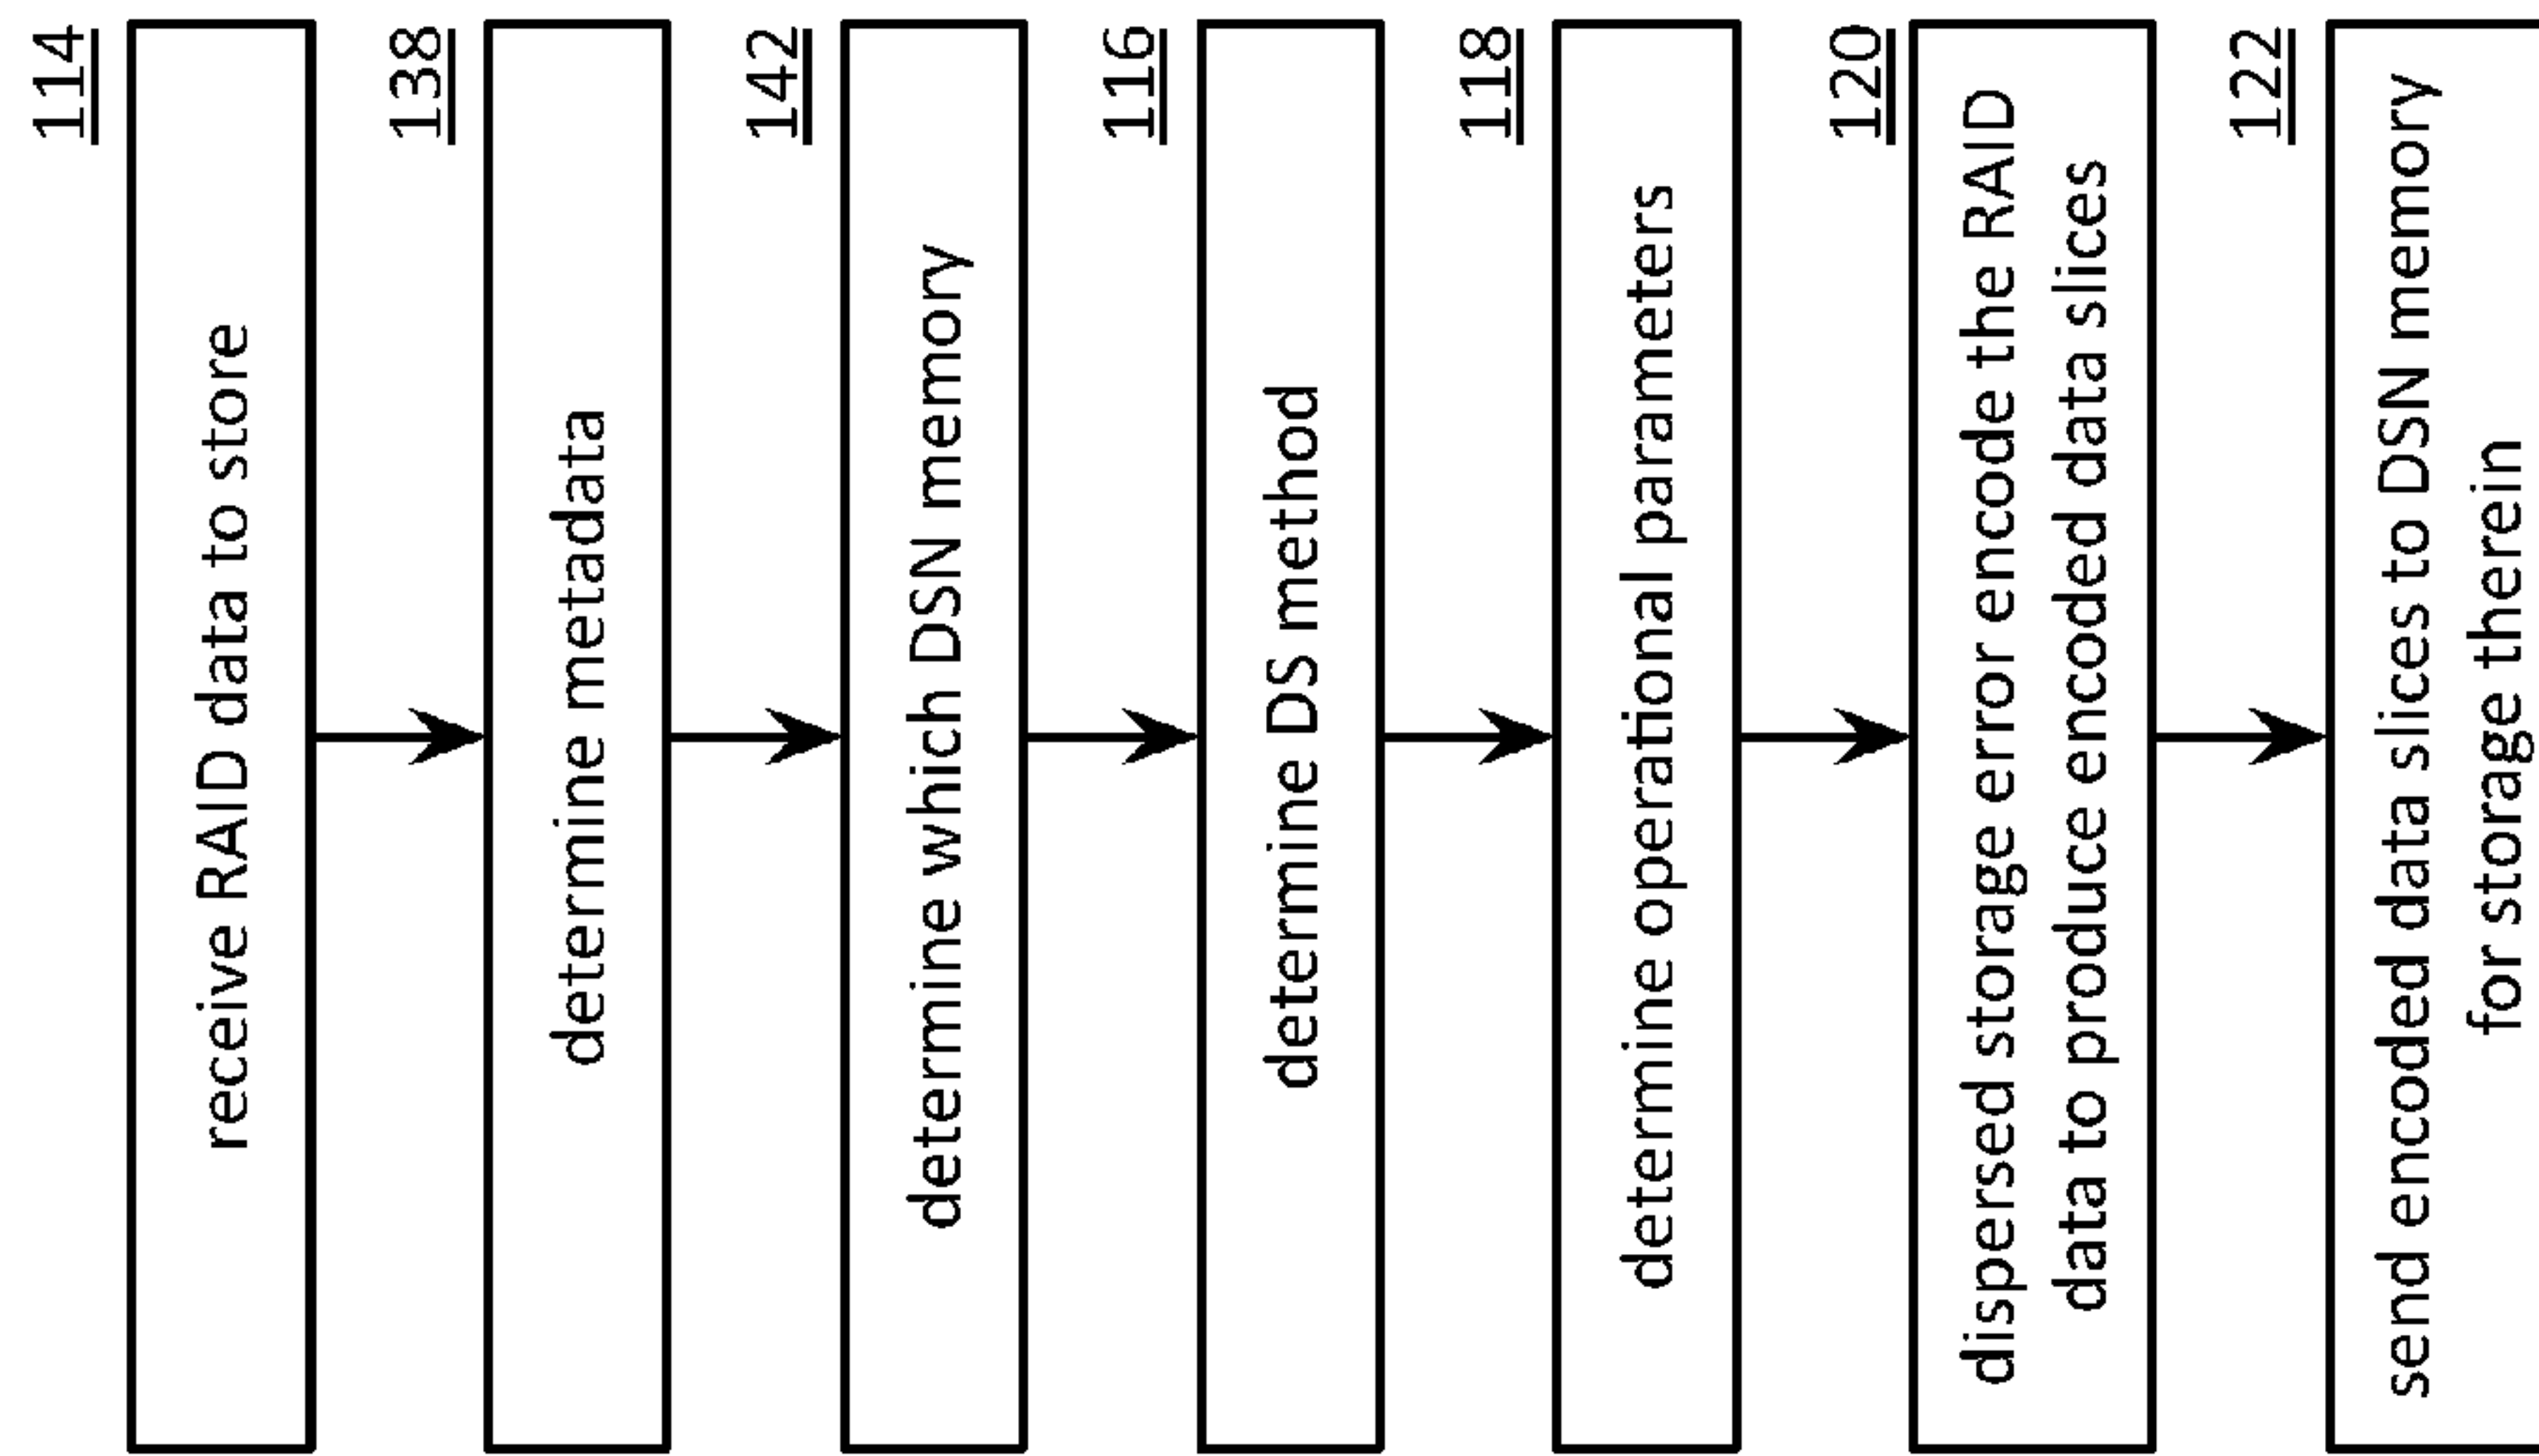 114
receive RAID data to store
138
determine metadata
142
determine which DSN memory
116
determine DS method
118
determine operational parameters
120
dispersed storage error encode the RAID
data to produce encoded data slices
122
send encoded data slices to DSN memory
for storage therein